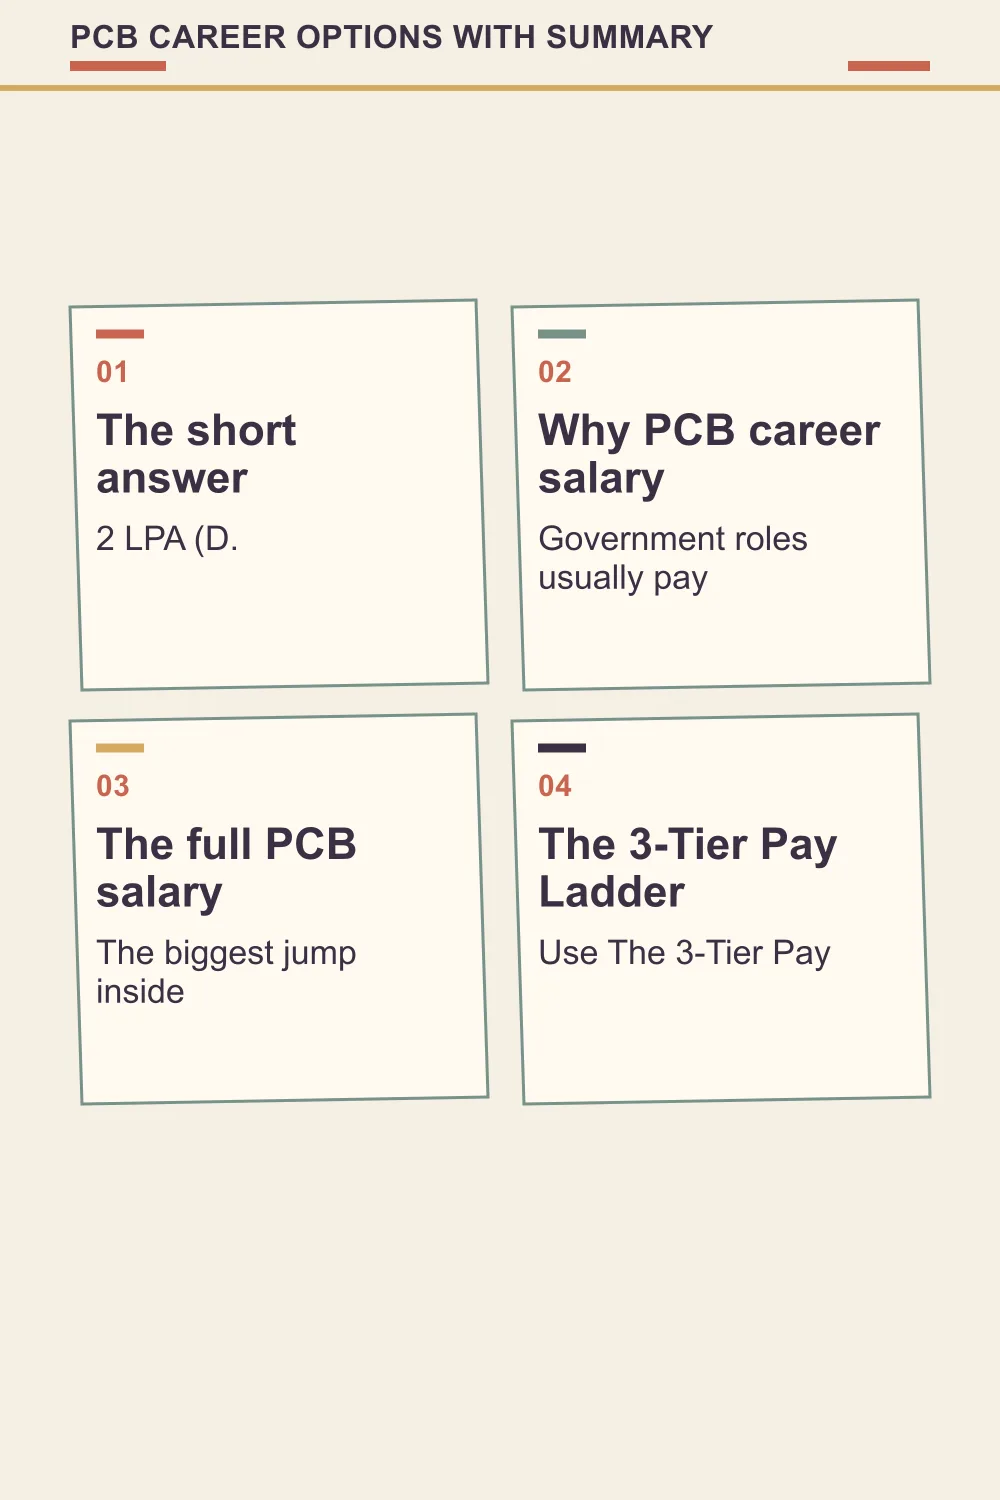 PCB CAREER OPTIONS WITH SUMMARY
01
The short
answer
2 LPA (D.
02
Why PCB career
salary
Government roles
usually pay
03
The full PCB
salary
The biggest jump
inside
04
The 3-Tier Pay
Ladder
Use The 3-Tier Pay